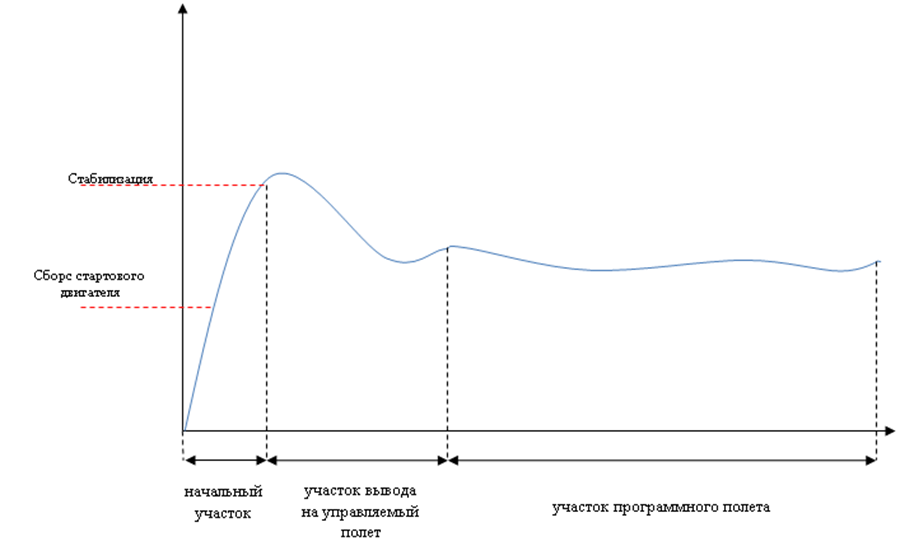 Стабилизация
Сборс стартового
двигателя
начальный
участок
участок вывода
на управляемый
полет
участок программного полета